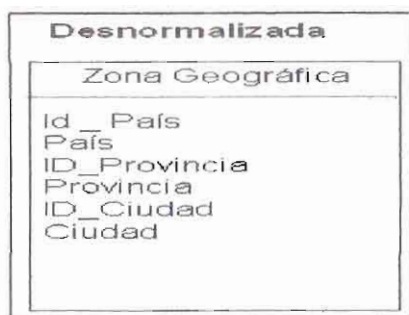 Desnormalizada
Zona Geográfica
Id _ País
País
ID_Provincia
Provincia
ID_Ciudad
Ciudad